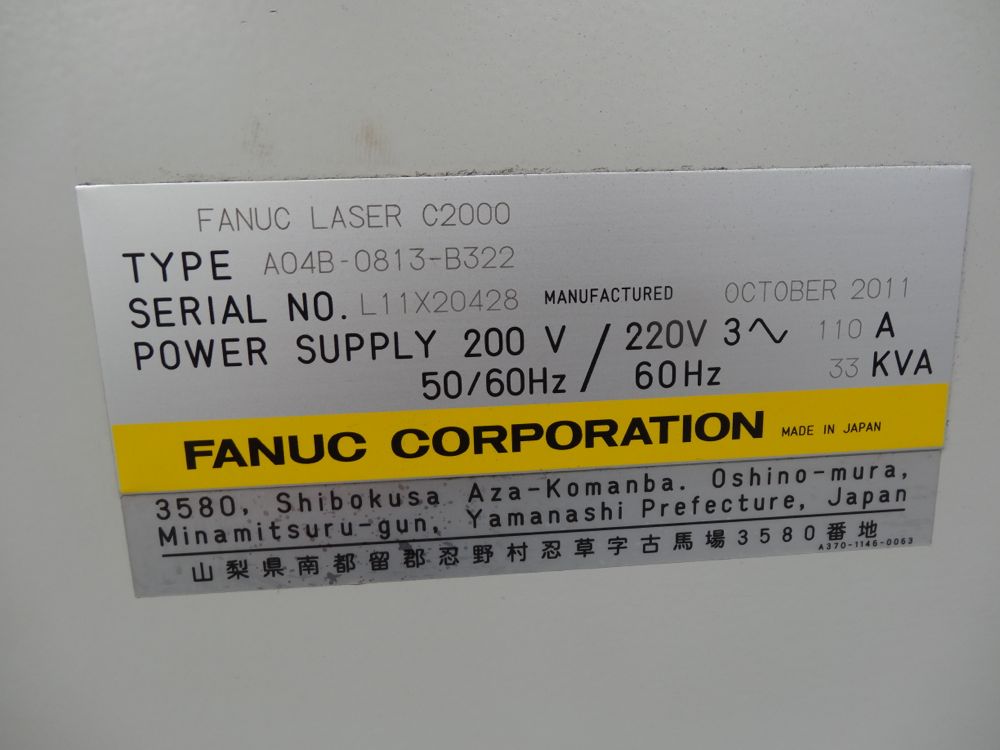 FANUC LASER C2000
TYPE A04B-0813-B322
SERIAL NO. L11X20428 MANUFACTURED OCTOBER 2011
POWER SUPPLY 200 V / 220V 3∿ 110 A
50/60Hz / 60Hz 33 KVA
FANUC CORPORATION MADE IN JAPAN
3580, Shibokusa Aza-Komanba. Oshino-mura,
Minamitsuru-gun, Yamanashi Prefecture, Japan
山梨県南都留郡忍野村忍草字古馬場3580番地
A370-1146-0063